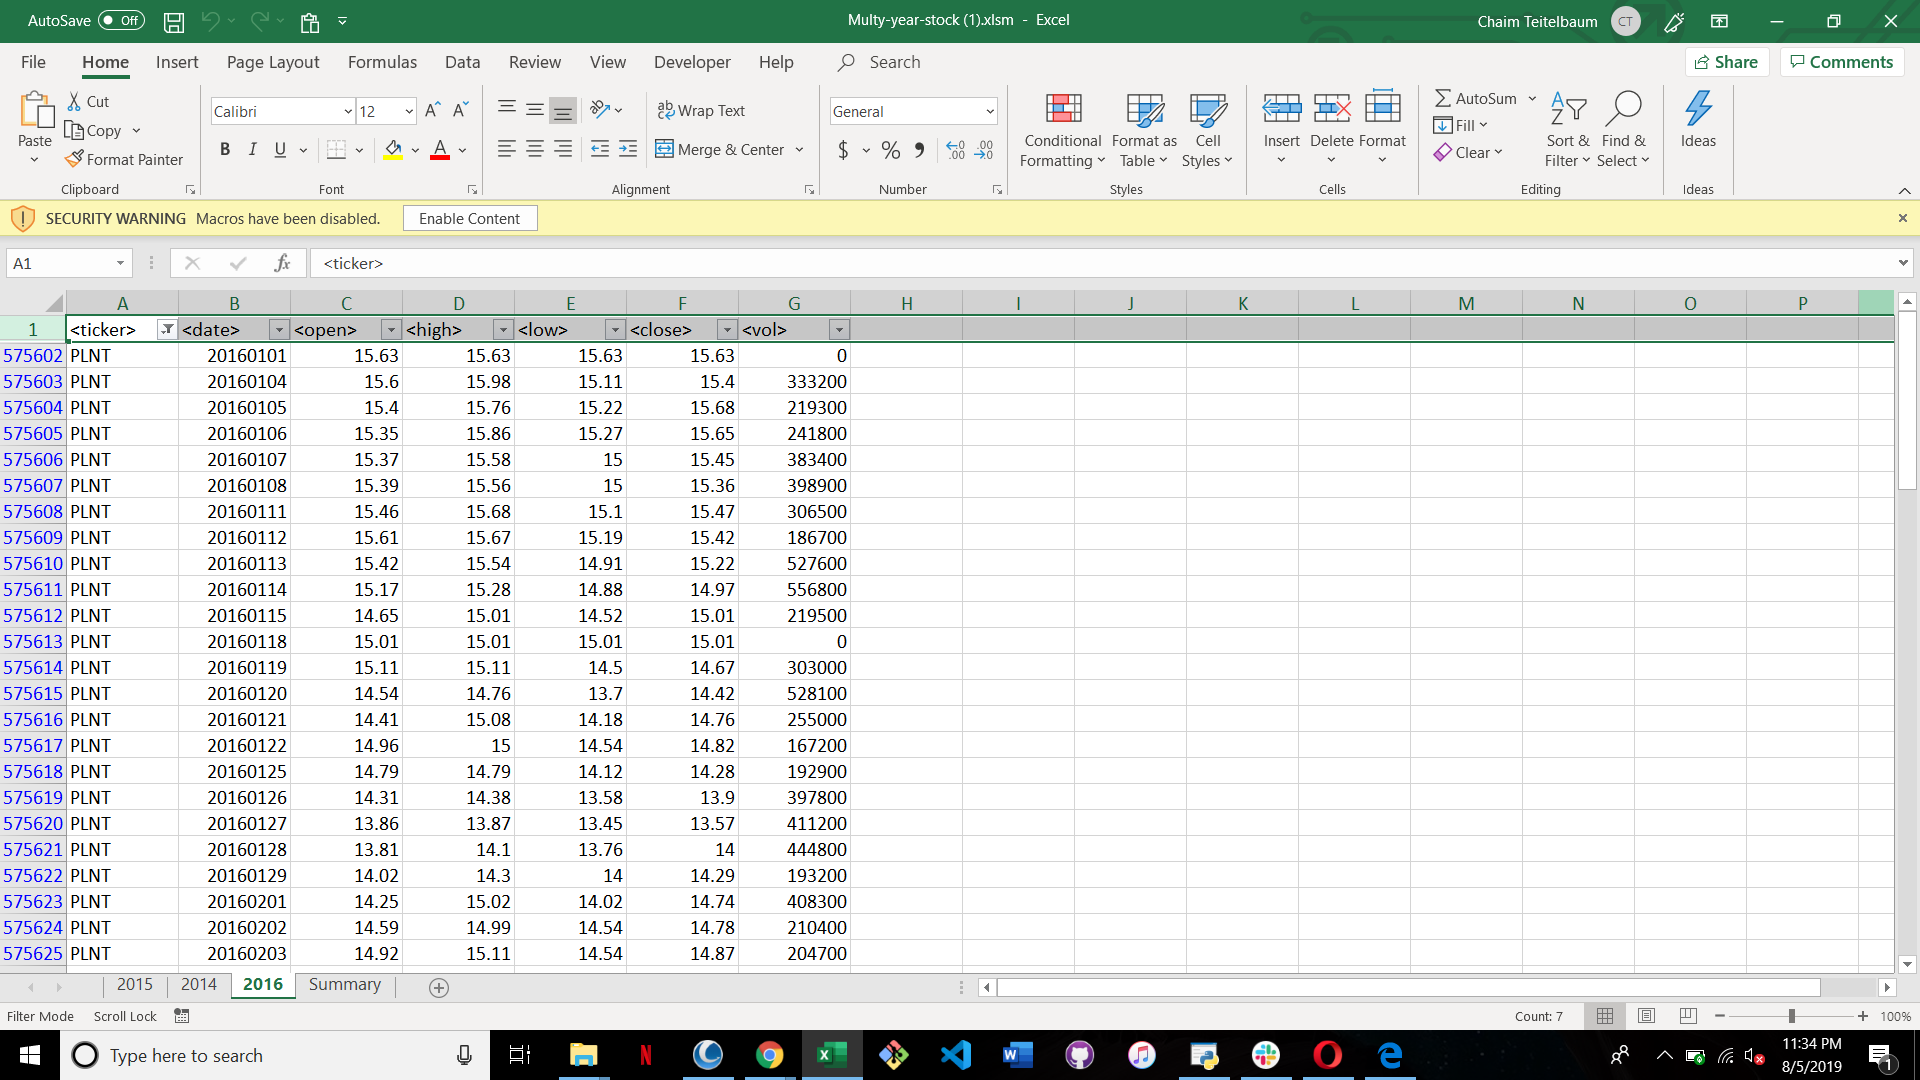 AutoSave Off Multy-year-stock (1).xlsm - Excel Chaim Teitelbaum CT
File Home Insert Page Layout Formulas Data Review View Developer Help Search Share Comments
Paste Cut Copy Format Painter Clipboard
Calibri 12 B I U A Font
Wrap Text Merge & Center Alignment
General $ % Number
Conditional Formatting Format as Table Cell Styles Styles
Insert Delete Format Cells
AutoSum Fill Clear Sort & Filter Find & Select Editing
Ideas Ideas
SECURITY WARNING Macros have been disabled. Enable Content
A1 fx <ticker>
A B C D E F G H I J K L M N O P
1 <ticker> <date> <open> <high> <low> <close> <vol>
575602 PLNT 20160101 15.63 15.63 15.63 15.63 0
575603 PLNT 20160104 15.6 15.98 15.11 15.4 333200
575604 PLNT 20160105 15.4 15.76 15.22 15.68 219300
575605 PLNT 20160106 15.35 15.86 15.27 15.65 241800
575606 PLNT 20160107 15.37 15.58 15 15.45 383400
575607 PLNT 20160108 15.39 15.56 15 15.36 398900
575608 PLNT 20160111 15.46 15.68 15.1 15.47 306500
575609 PLNT 20160112 15.61 15.67 15.19 15.42 186700
575610 PLNT 20160113 15.42 15.54 14.91 15.22 527600
575611 PLNT 20160114 15.17 15.28 14.88 14.97 556800
575612 PLNT 20160115 14.65 15.01 14.52 15.01 219500
575613 PLNT 20160118 15.01 15.01 15.01 15.01 0
575614 PLNT 20160119 15.11 15.11 14.5 14.67 303000
575615 PLNT 20160120 14.54 14.76 13.7 14.42 528100
575616 PLNT 20160121 14.41 15.08 14.18 14.76 255000
575617 PLNT 20160122 14.96 15 14.54 14.82 167200
575618 PLNT 20160125 14.79 14.79 14.12 14.28 192900
575619 PLNT 20160126 14.31 14.38 13.58 13.9 397800
575620 PLNT 20160127 13.86 13.87 13.45 13.57 411200
575621 PLNT 20160128 13.81 14.1 13.76 14 444800
575622 PLNT 20160129 14.02 14.3 14 14.29 193200
575623 PLNT 20160201 14.25 15.02 14.02 14.74 408300
575624 PLNT 20160202 14.59 14.99 14.54 14.78 210400
575625 PLNT 20160203 14.92 15.11 14.54 14.87 204700
2015 2014 2016 Summary
Filter Mode Scroll Lock Count: 7 100%
Type here to search 11:34 PM
8/5/2019 1